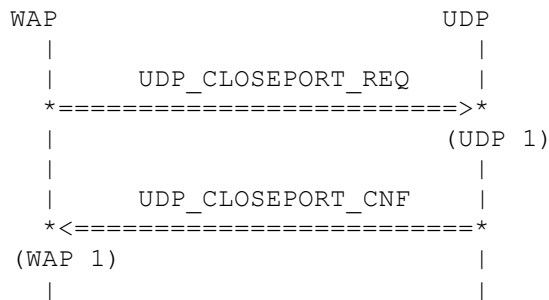 WAP                        UDP
  |                          |
  |     UDP_CLOSEPORT_REQ    |
  *=========================>*
  |                        (UDP 1)
  |                          |
  |     UDP_CLOSEPORT_CNF    |
  *<=========================*
(WAP 1)                      |
  |                          |